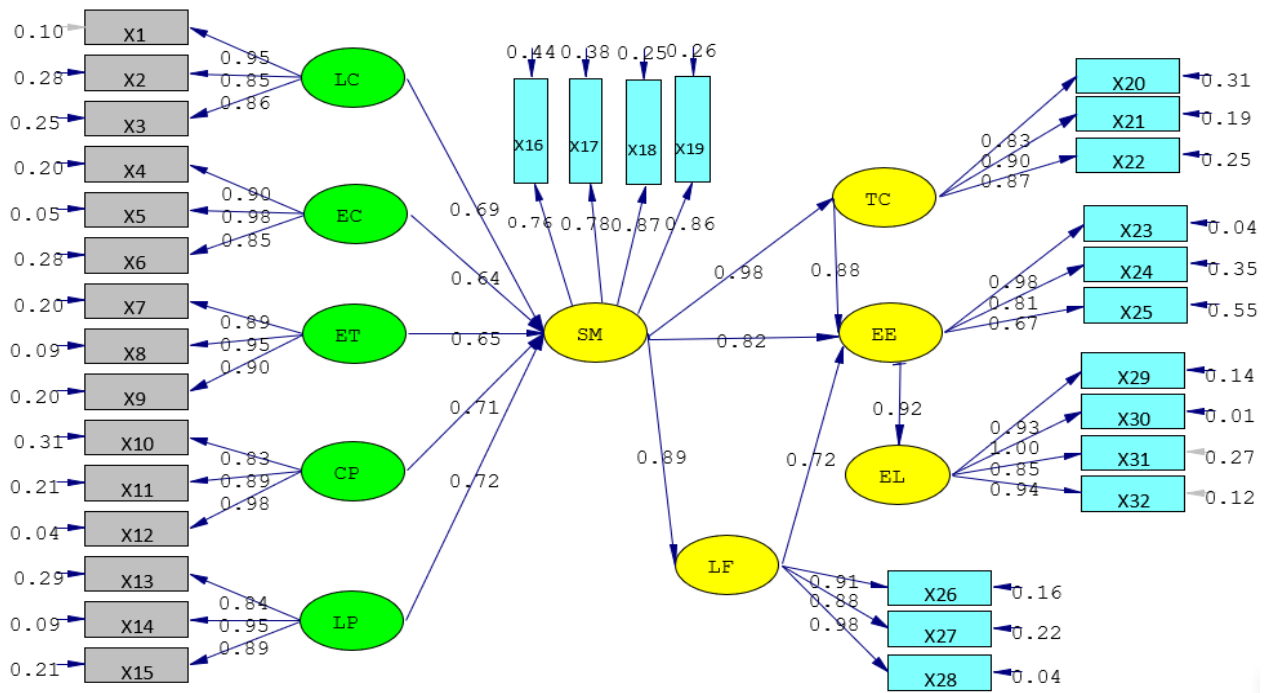 0.10 X1
0.95
0.28 X2 LC
0.85
0.25 X3 0.86
0.20 X4
0.90
0.05 X5 EC
0.98
0.28 X6 0.85
0.20 X7
0.89
0.09 X8 ET
0.95
0.20 X9 0.90
0.31 X10
0.83
0.21 X11 CP
0.89
0.04 X12 0.98
0.29 X13
0.84
0.09 X14 LP
0.95
0.21 X15 0.89
0.69
0.64
0.65
0.71
0.72
0.44 0.38 0.25 0.26
X16 X17 X18 X19
0.76 0.78 0.87 0.86
SM
0.98
0.82
0.89
TC
0.88
EE
0.92
EL
0.72
LF
X20 0.31
0.83
X21 0.19
0.90
X22 0.25
0.87
X23 0.04
0.98
X24 0.35
0.81
X25 0.55
0.67
X29 0.14
0.93
X30 0.01
1.00
X31 0.27
0.85
X32 0.12
0.94
X26 0.16
0.91
X27 0.22
0.88
X28 0.04
0.98